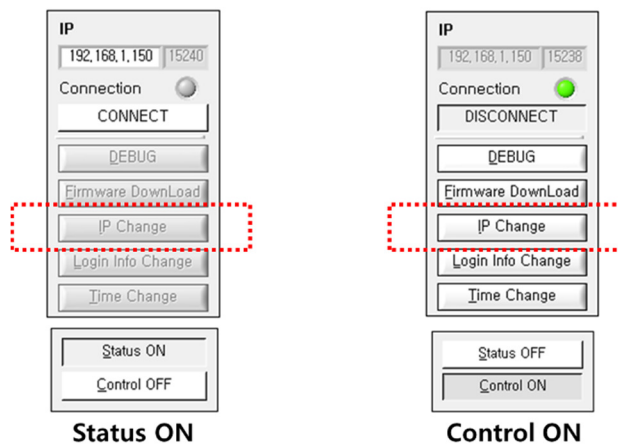 IP
192,168,1,150 15240
Connection
CONNECT
DEBUG
Firmware DownLoad
IP Change
Login Info Change
Time Change
Status ON
Control OFF
Status ON
IP
192,168,1,150 15238
Connection
DISCONNECT
DEBUG
Firmware DownLoad
IP Change
Login Info Change
Time Change
Status OFF
Control ON
Control ON